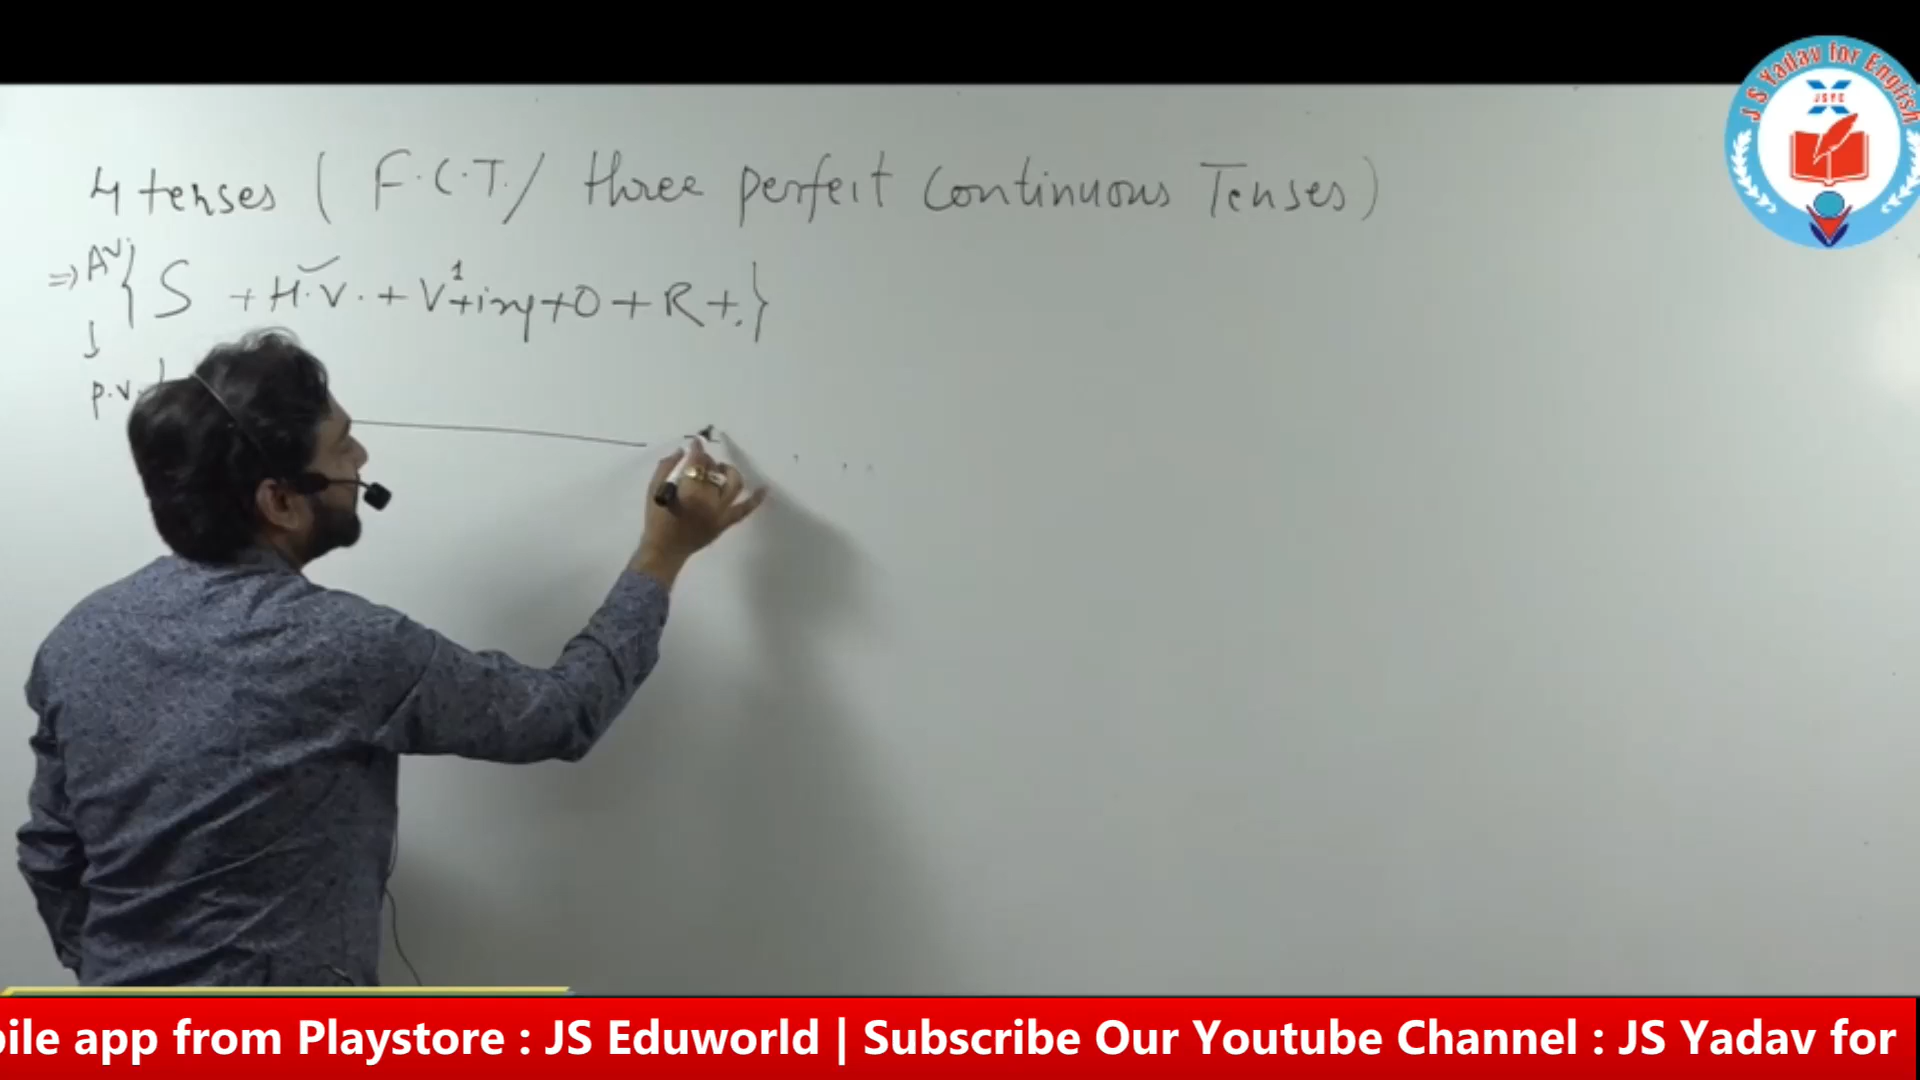 4 tenses ( F.C.T. / three perfect continuous Tenses )
⇒ A.V. { S + H.V. + V¹+ing + O + R + . }
↓
P.V.
J S Yadav for English
JSYE
bile app from Playstore : JS Eduworld | Subscribe Our Youtube Channel : JS Yadav for